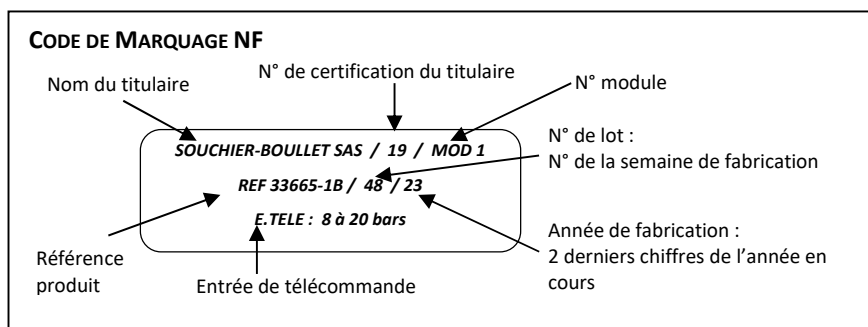 CODE DE MARQUAGE NF
Nom du titulaire
N° de certification du titulaire
N° module
SOUCHIER-BOULLET SAS / 19 / MOD 1
N° de lot :
N° de la semaine de fabrication
REF 33665-1B / 48 / 23
E.TELE : 8 à 20 bars
Année de fabrication :
2 derniers chiffres de l'année en
cours
Référence
produit
Entrée de télécommande